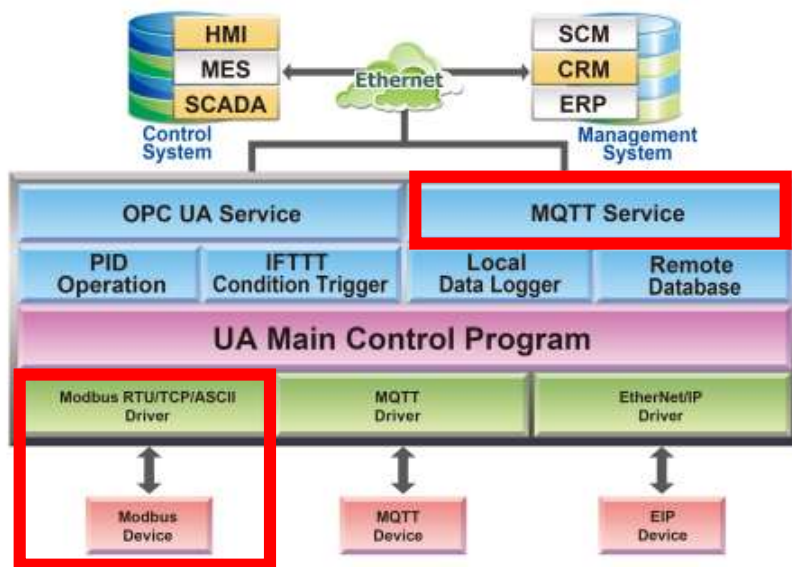 HMI
MES
SCADA
Control
System
Ethernet
SCM
CRM
ERP
Management
System
OPC UA Service
MQTT Service
PID
Operation
IFTTT
Condition Trigger
Local
Data Logger
Remote
Database
UA Main Control Program
Modbus RTU/TCP/ASCII
Driver
MQTT
Driver
EtherNet/IP
Driver
Modbus
Device
MQTT
Device
EIP
Device